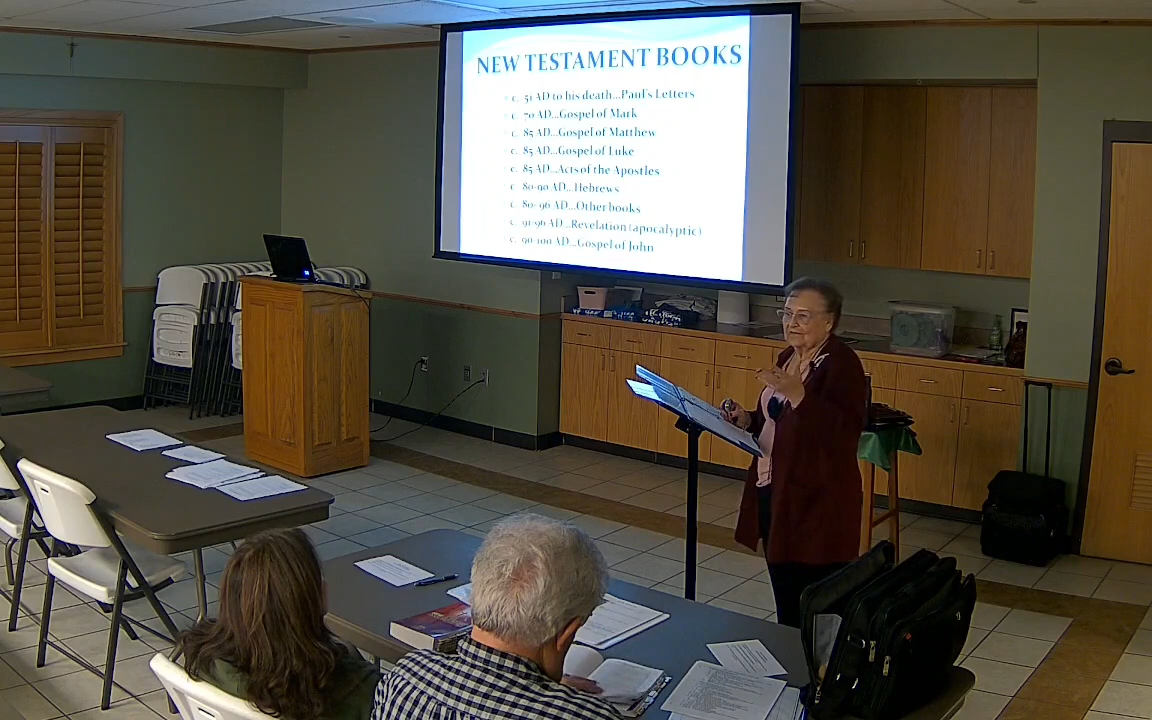 NEW TESTAMENT BOOKS
c. 51 AD to his death...Paul's Letters
c. 70 AD...Gospel of Mark
c. 85 AD...Gospel of Matthew
c. 85 AD...Gospel of Luke
c. 85 AD...Acts of the Apostles
c. 80-90 AD...Hebrews
c. 80-96 AD...Other books
c. 91-96 AD...Revelation (apocalyptic)
c. 90-100 AD...Gospel of John